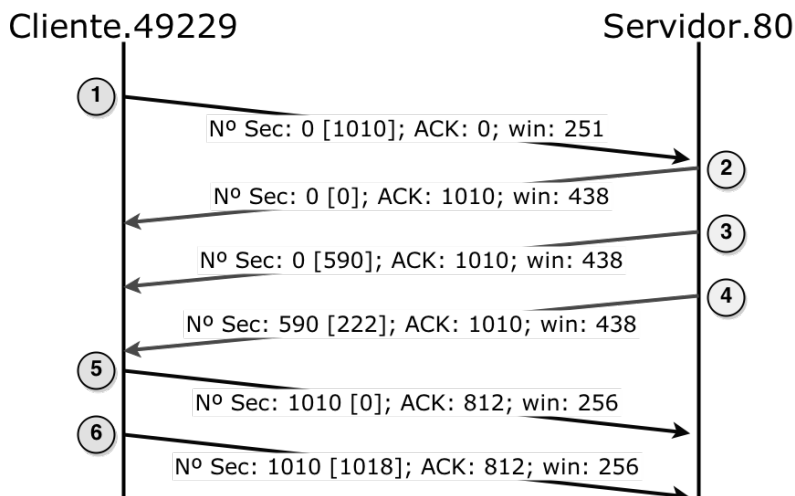 Cliente.49229 Servidor.80
1
Nº Sec: 0 [1010]; ACK: 0; win: 251
2
Nº Sec: 0 [0]; ACK: 1010; win: 438
3
Nº Sec: 0 [590]; ACK: 1010; win: 438
4
Nº Sec: 590 [222]; ACK: 1010; win: 438
5
Nº Sec: 1010 [0]; ACK: 812; win: 256
6
Nº Sec: 1010 [1018]; ACK: 812; win: 256